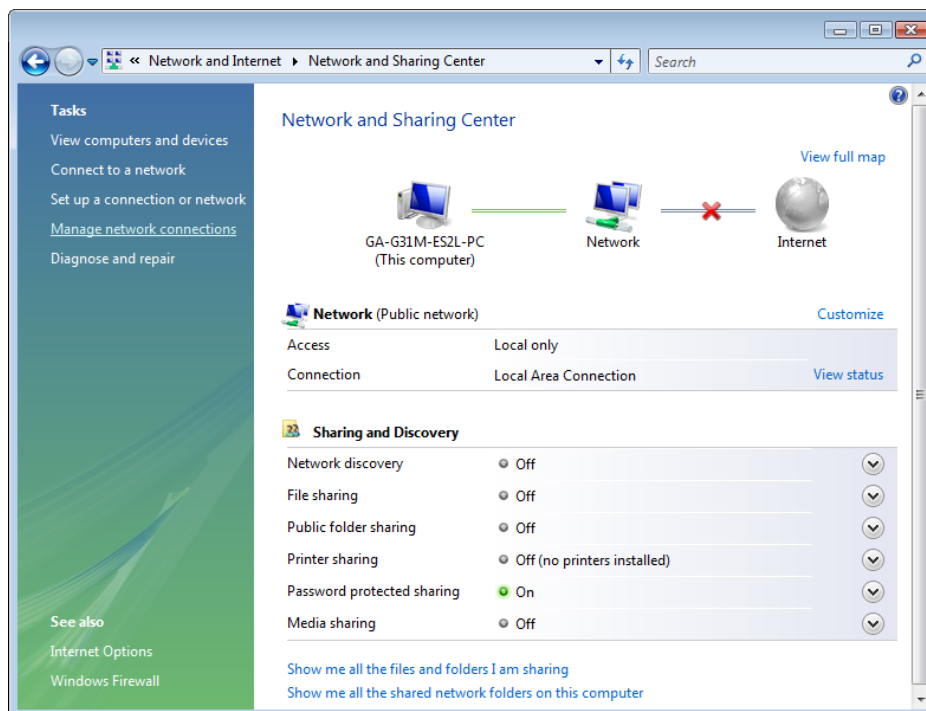 « Network and Internet ▸ Network and Sharing Center
Search
Tasks
View computers and devices
Connect to a network
Set up a connection or network
Manage network connections
Diagnose and repair
Network and Sharing Center
View full map
GA-G31M-ES2L-PC
(This computer)
Network
Internet
Network (Public network)
Customize
Access Local only
Connection Local Area Connection View status
Sharing and Discovery
Network discovery Off
File sharing Off
Public folder sharing Off
Printer sharing Off (no printers installed)
Password protected sharing On
Media sharing Off
Show me all the files and folders I am sharing
Show me all the shared network folders on this computer
See also
Internet Options
Windows Firewall